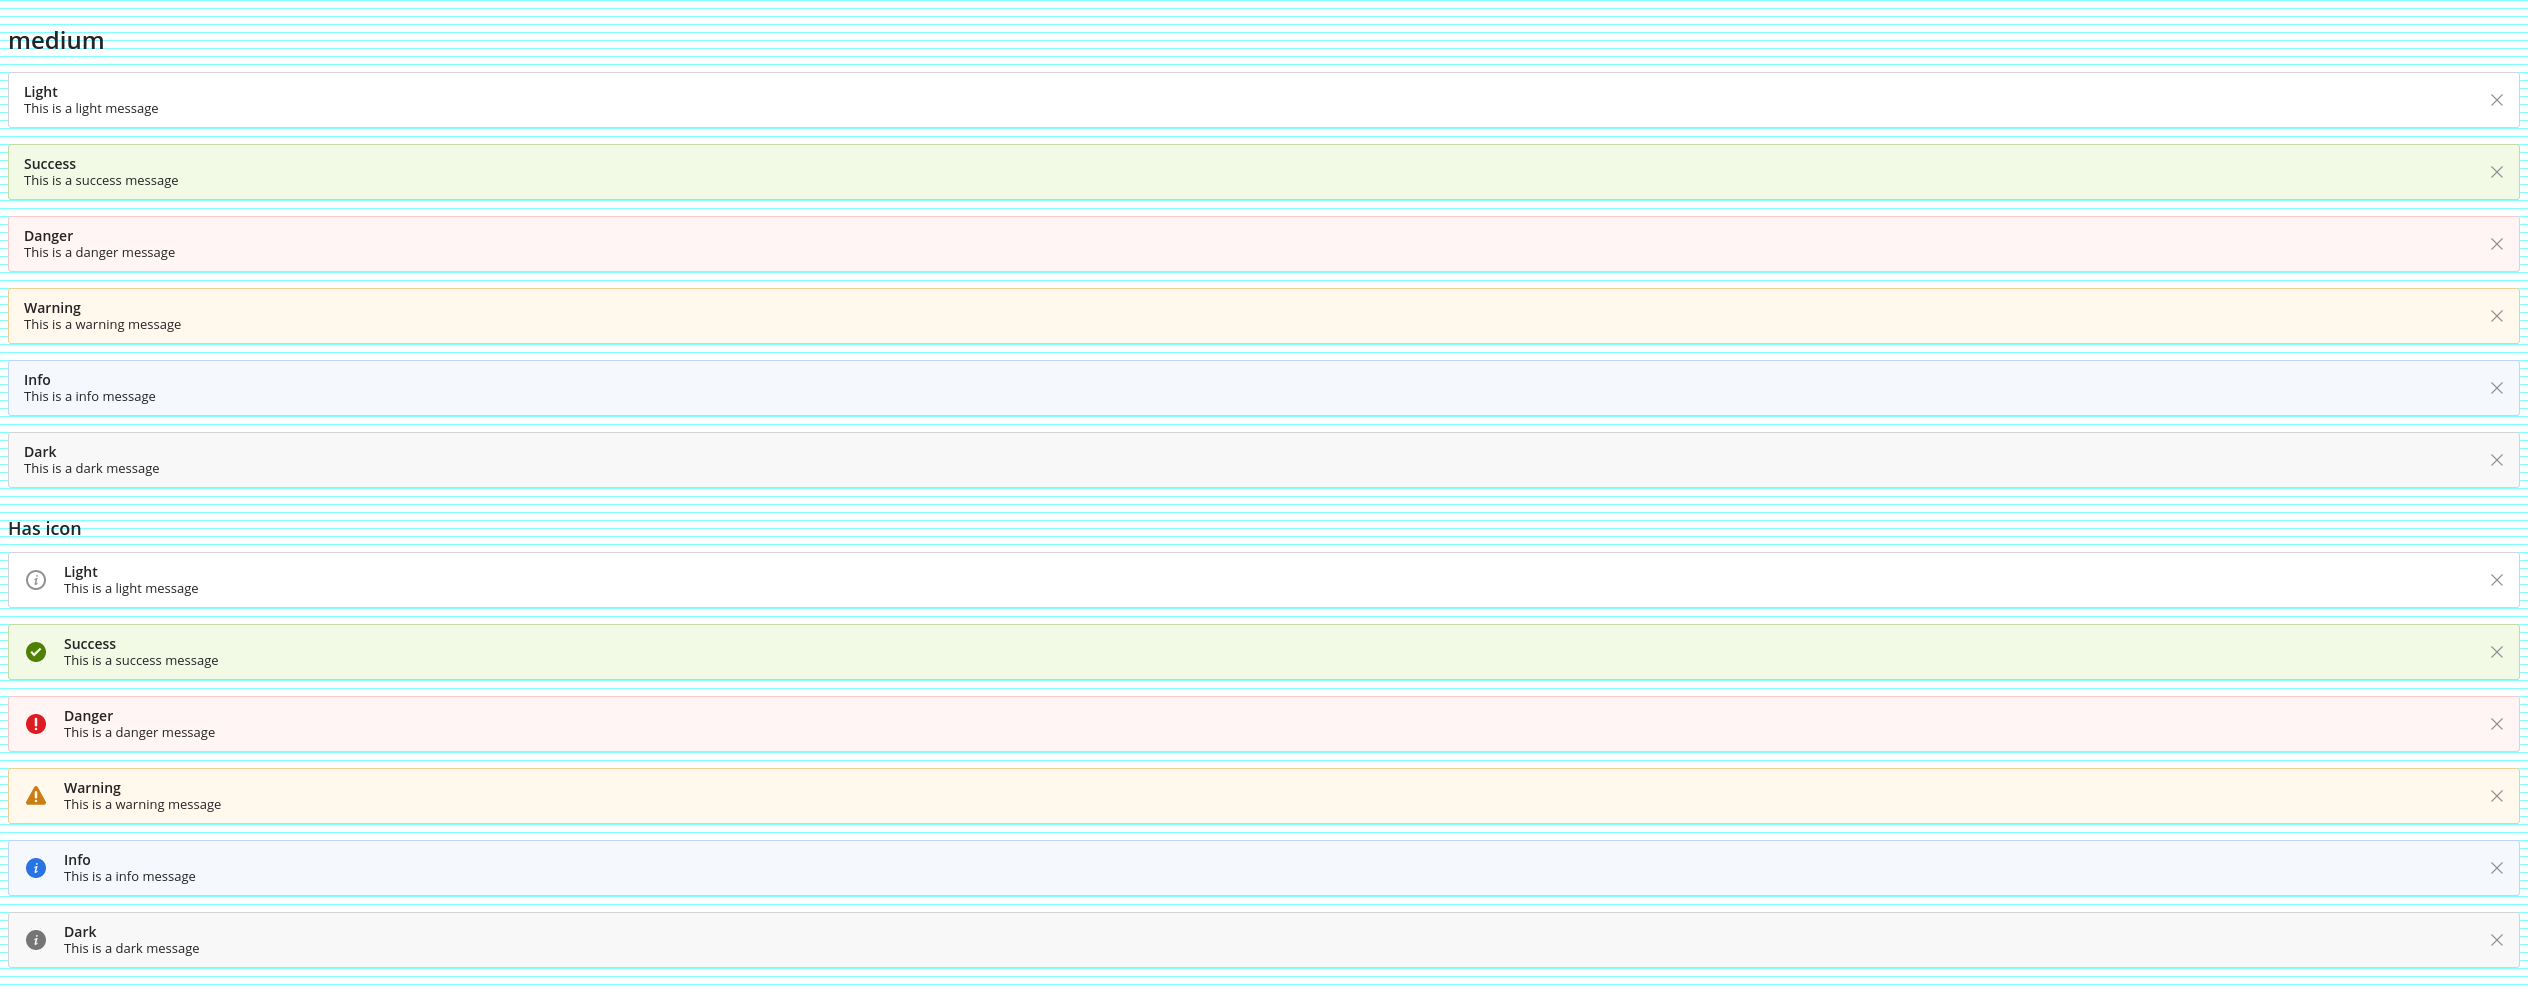 medium
Light
This is a light message
Success
This is a success message
Danger
This is a danger message
Warning
This is a warning message
Info
This is a info message
Dark
This is a dark message
Has icon
Light
This is a light message
Success
This is a success message
Danger
This is a danger message
Warning
This is a warning message
Info
This is a info message
Dark
This is a dark message